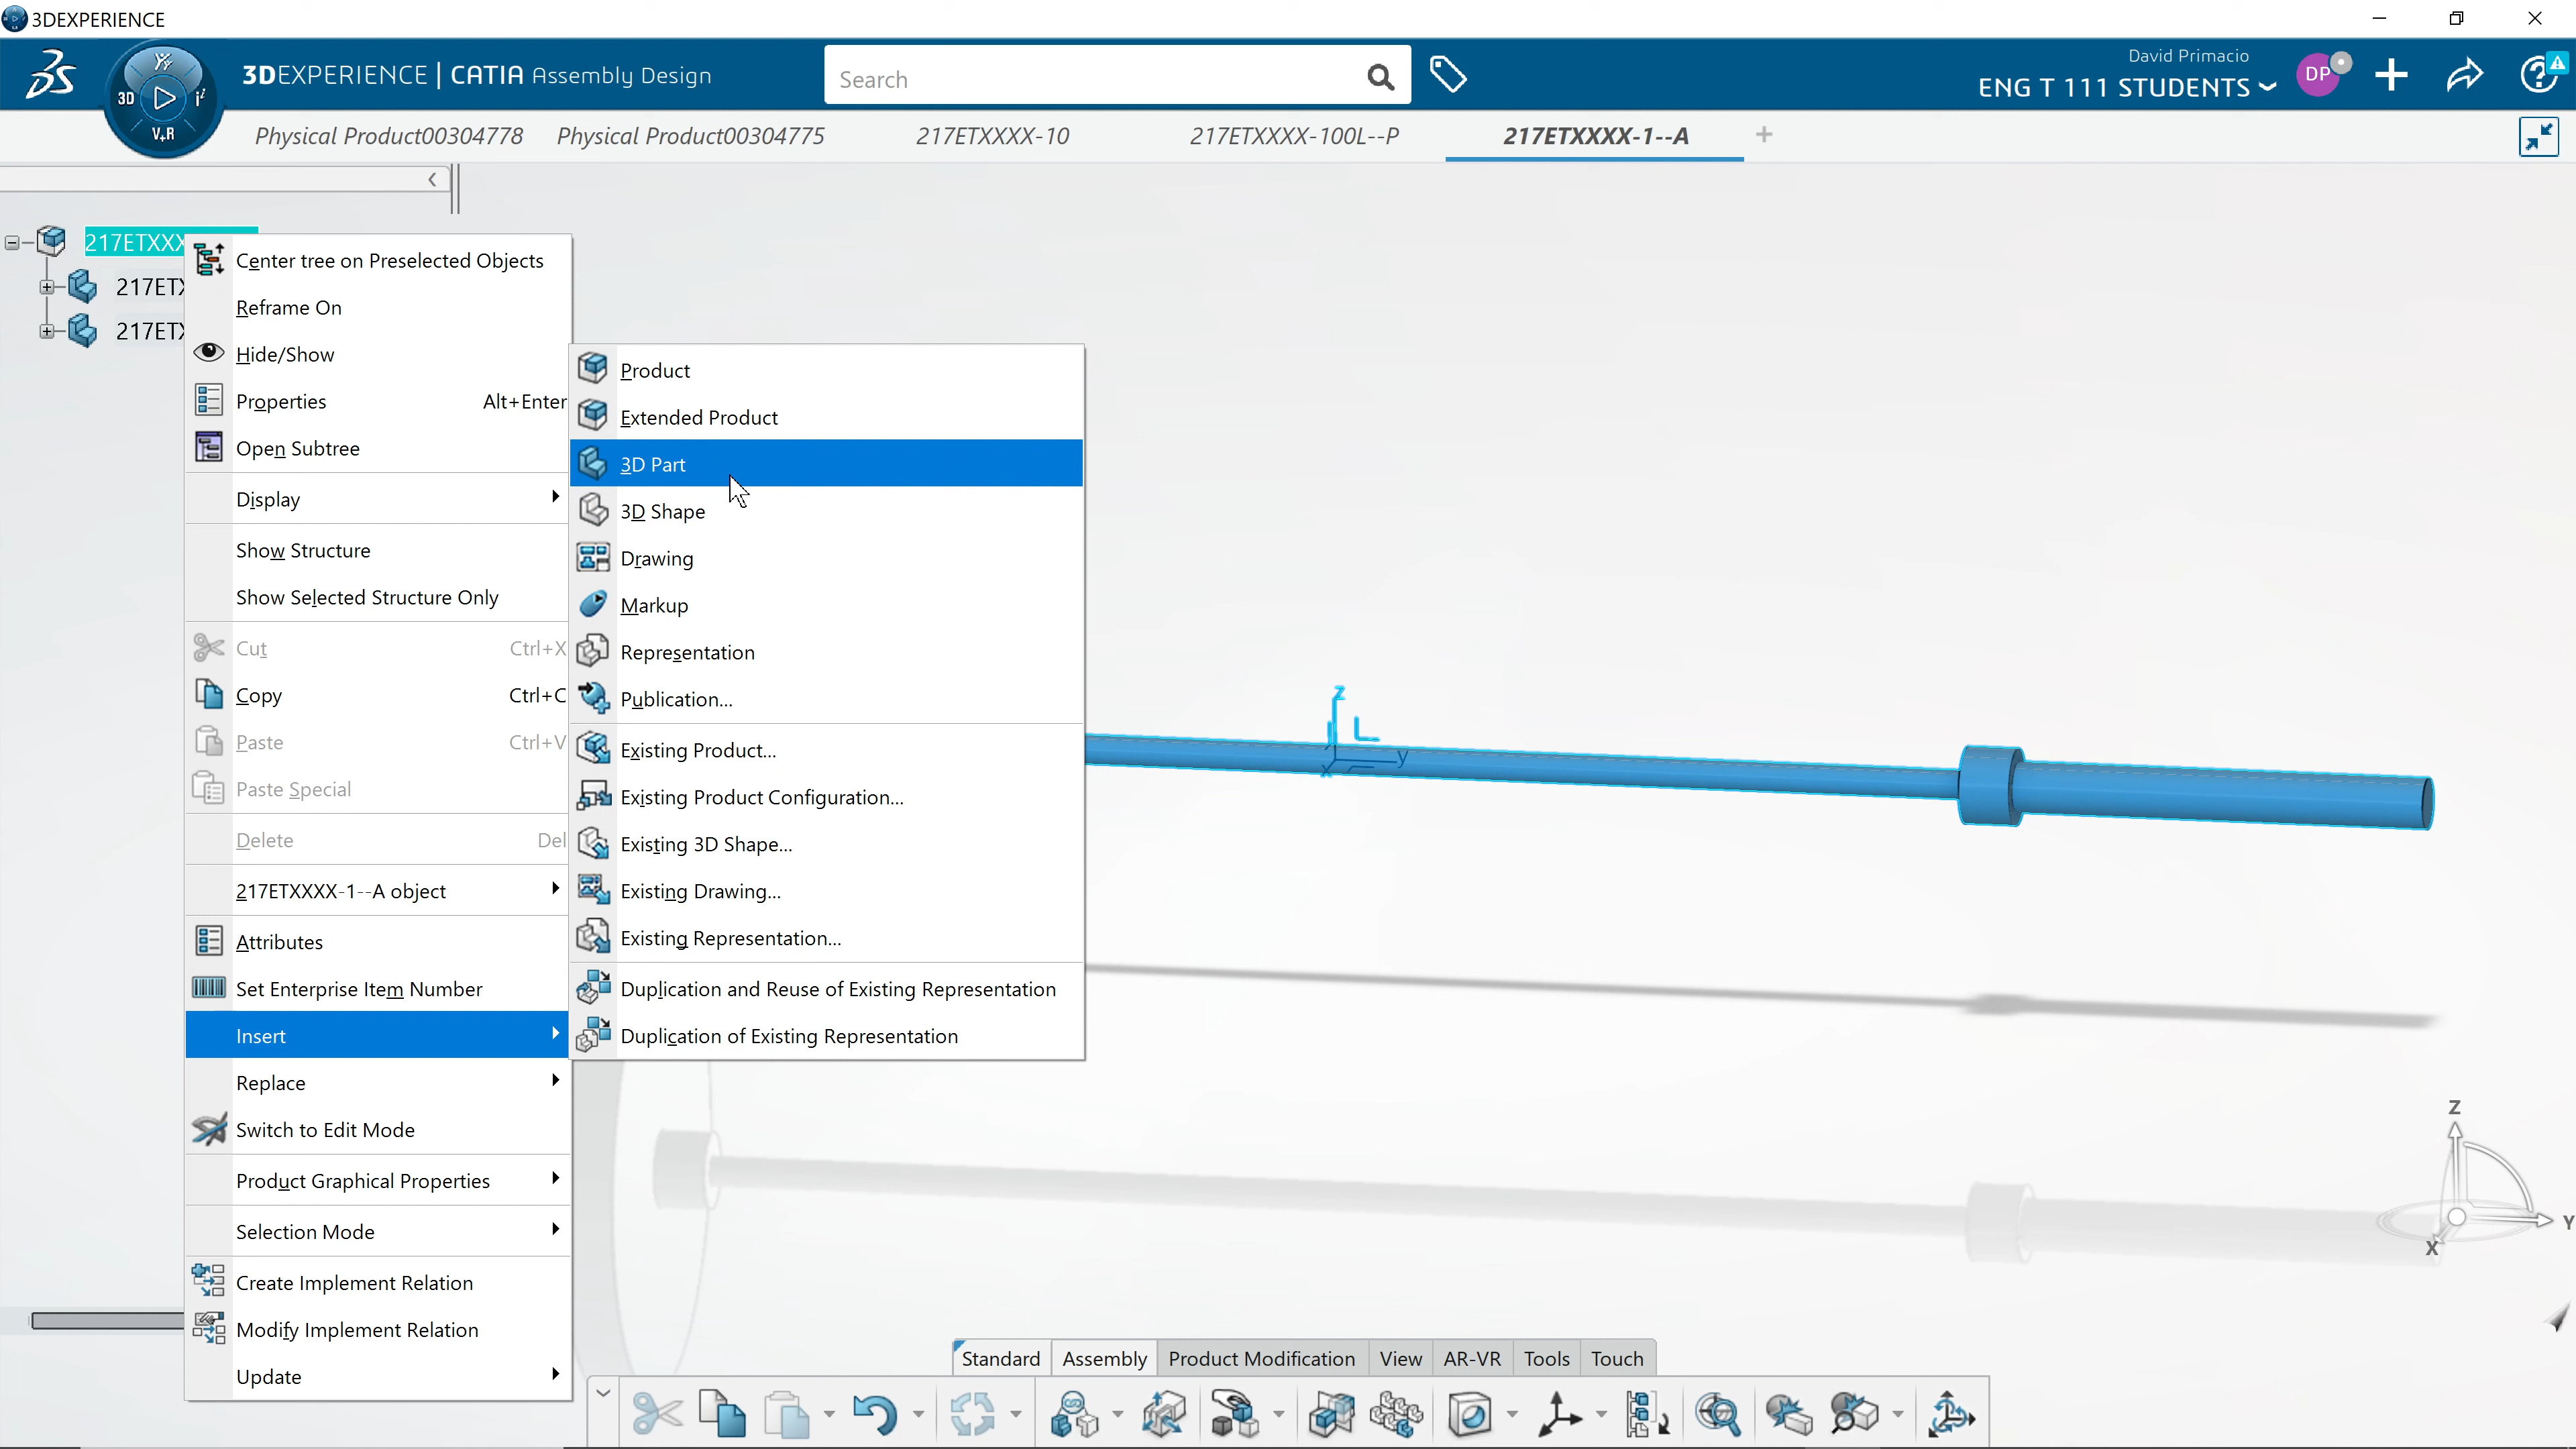 3DEXPERIENCE
3DEXPERIENCE | CATIA Assembly Design
Search
David Primacio
ENG T 111 STUDENTS
DP
3D
V+R
Physical Product00304778
Physical Product00304775
217ETXXXX-10
217ETXXXX-100L--P
217ETXXXX-1--A
217ETXXX
217ETX
217ETX
Center tree on Preselected Objects
Reframe On
Hide/Show
Properties Alt+Enter
Open Subtree
Display
Show Structure
Show Selected Structure Only
Cut Ctrl+X
Copy Ctrl+C
Paste Ctrl+V
Paste Special
Delete Del
217ETXXXX-1--A object
Attributes
Set Enterprise Item Number
Insert
Replace
Switch to Edit Mode
Product Graphical Properties
Selection Mode
Create Implement Relation
Modify Implement Relation
Update
Product
Extended Product
3D Part
3D Shape
Drawing
Markup
Representation
Publication...
Existing Product...
Existing Product Configuration...
Existing 3D Shape...
Existing Drawing...
Existing Representation...
Duplication and Reuse of Existing Representation
Duplication of Existing Representation
z
y
x
Z
Y
X
Standard
Assembly
Product Modification
View
AR-VR
Tools
Touch